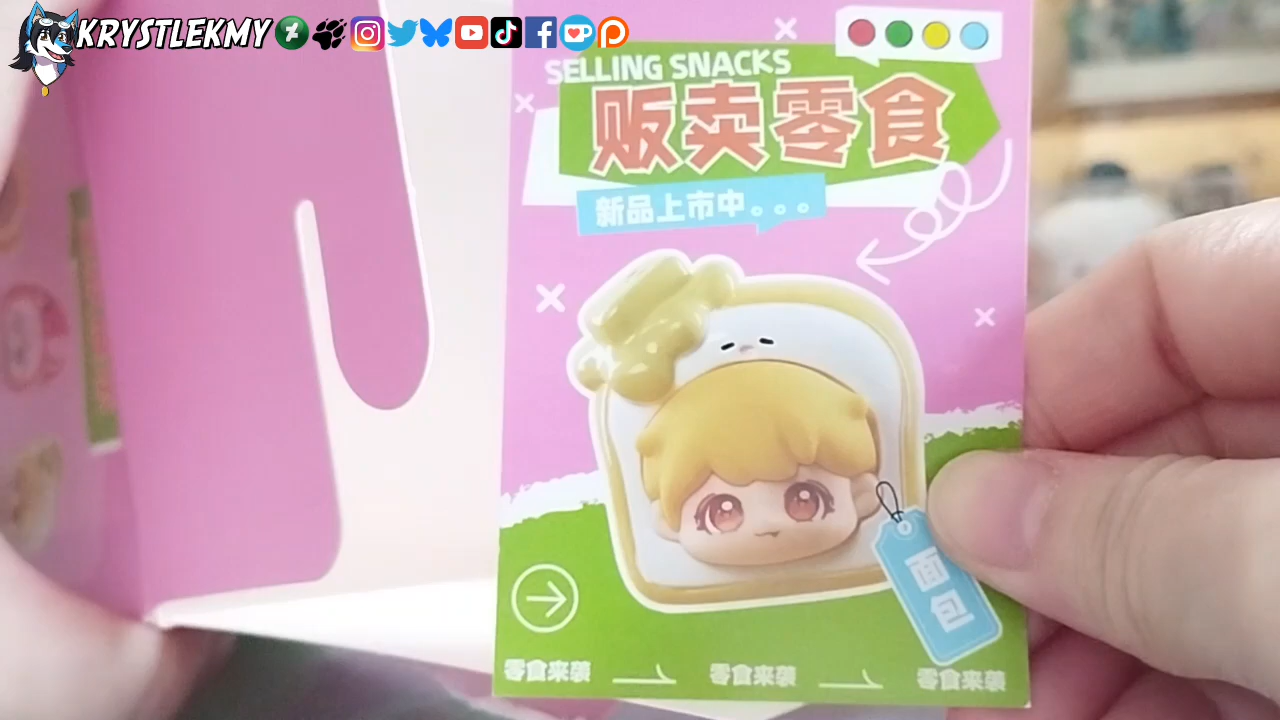 KRYSTLEKMY
SELLING SNACKS
贩卖零食
新品上市中。。。
面包
零食来袭 零食来袭 零食来袭